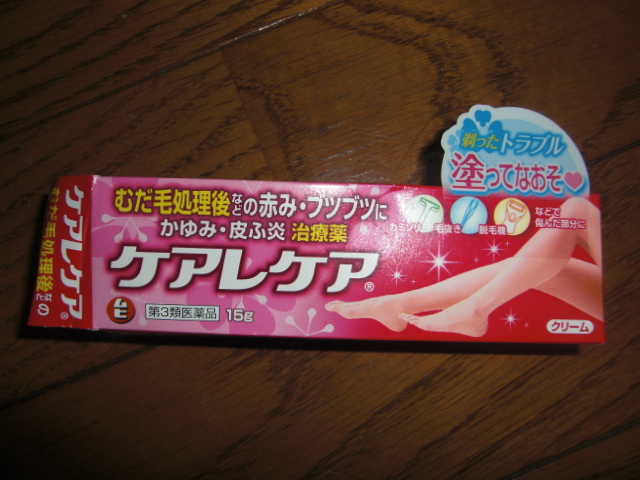 剃ったトラブル
塗ってなおそ♥
むだ毛処理後などの赤み・ブツブツに
かゆみ・皮ふ炎 治療薬
ケアレケア®
第3類医薬品 15g
カミソリ 毛抜き 脱毛機
などで
傷んだ部分に
クリーム
ケアレケア®
むだ毛処理後などの